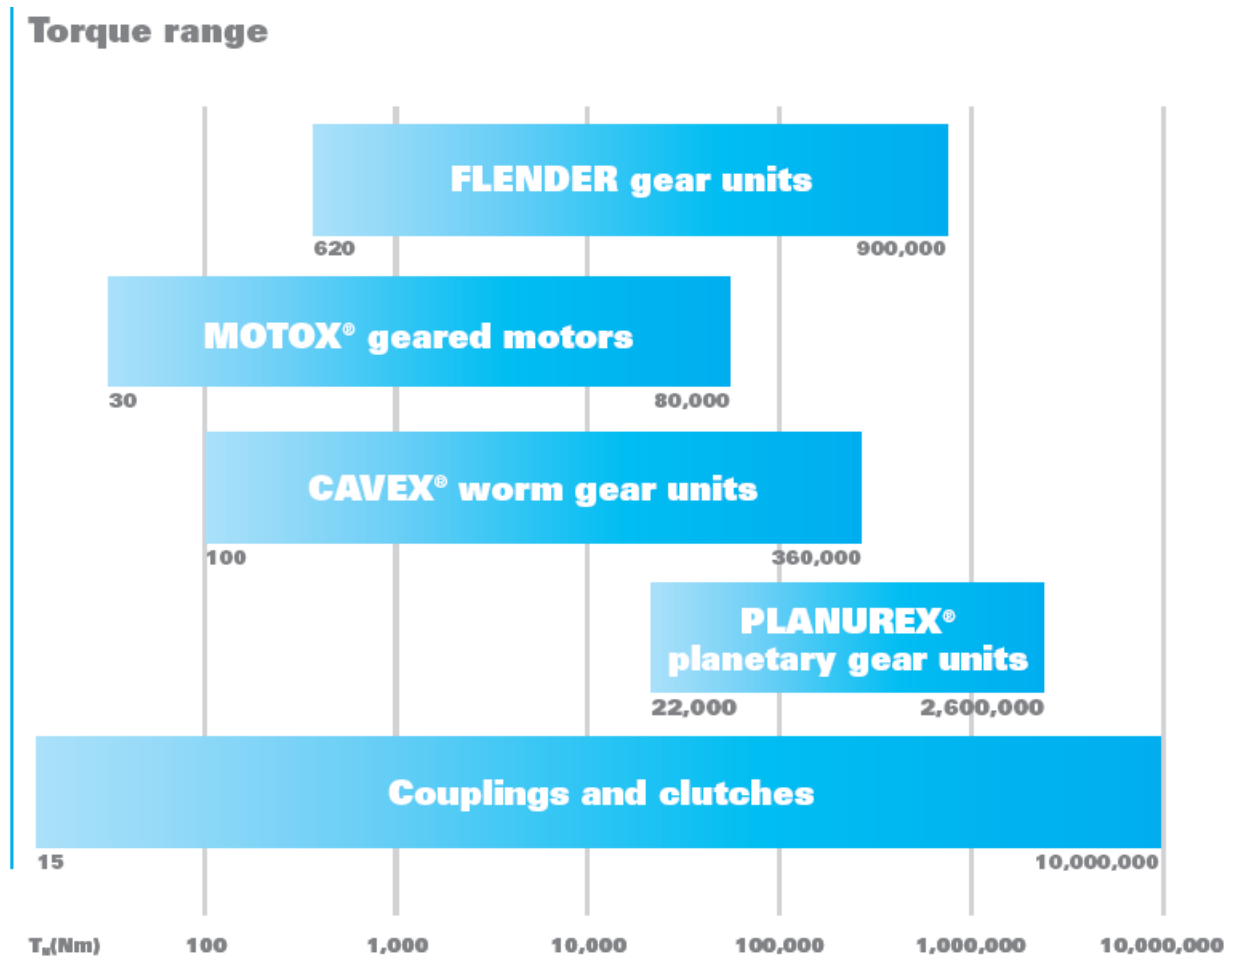 Torque range
FLENDER gear units
620 900,000
MOTOX® geared motors
30 80,000
CAVEX® worm gear units
100 360,000
PLANUREX®
planetary gear units
22,000 2,600,000
Couplings and clutches
15 10,000,000
T_N(Nm) 100 1,000 10,000 100,000 1,000,000 10,000,000